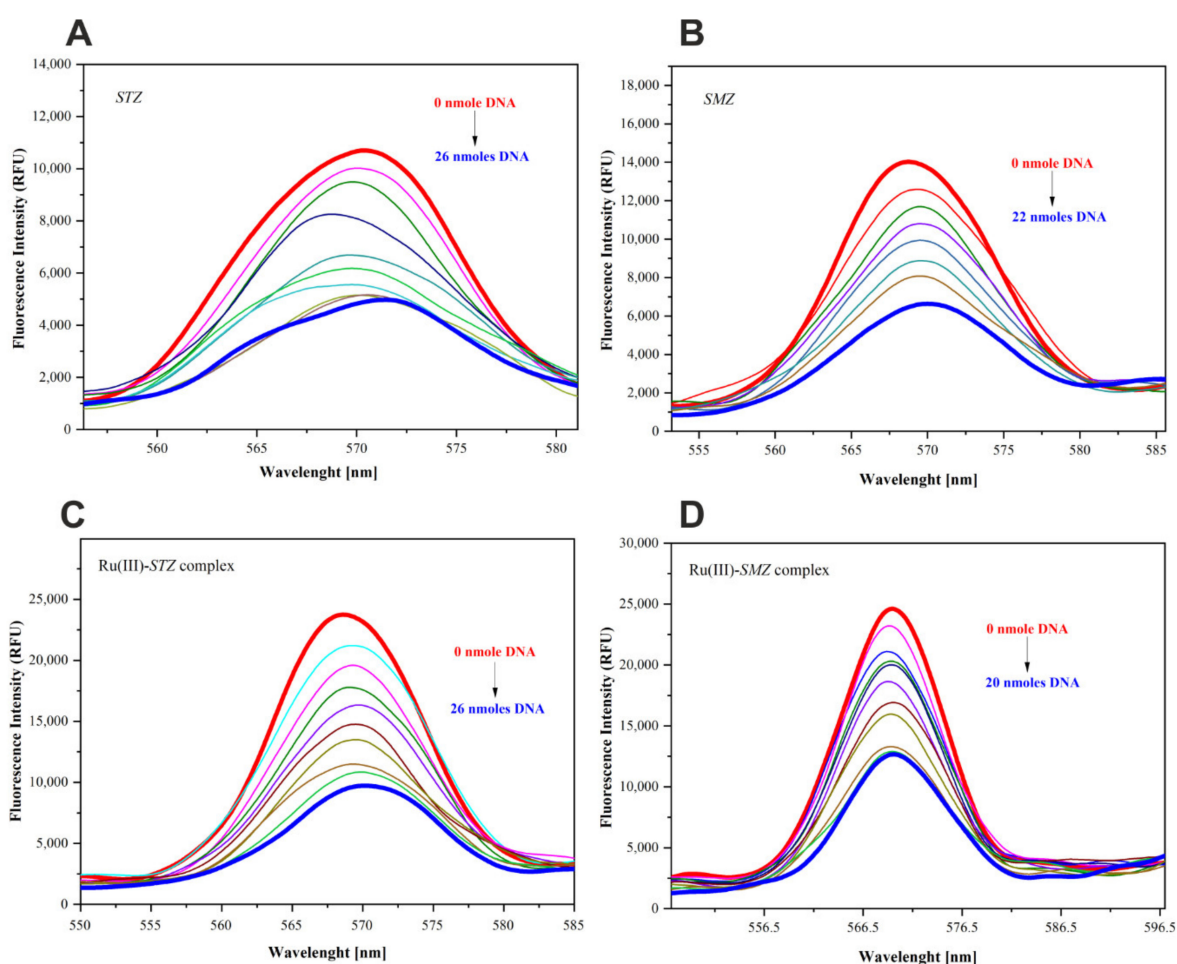 A
14,000
12,000
10,000
8,000
6,000
4,000
2,000
0
Fluorescence Intensity (RFU)
STZ
0 nmole DNA
26 nmoles DNA
560 565 570 575 580
Wavelenght [nm]
B
18,000
16,000
14,000
12,000
10,000
8,000
6,000
4,000
2,000
0
Fluorescence Intensity (RFU)
SMZ
0 nmole DNA
22 nmoles DNA
555 560 565 570 575 580 585
Wavelenght [nm]
C
25,000
20,000
15,000
10,000
5,000
0
Fluorescence Intensity (RFU)
Ru(III)-STZ complex
0 nmole DNA
26 nmoles DNA
550 555 560 565 570 575 580 585
Wavelenght [nm]
D
30,000
25,000
20,000
15,000
10,000
5,000
0
Fluorescence Intensity (RFU)
Ru(III)-SMZ complex
0 nmole DNA
20 nmoles DNA
556.5 566.5 576.5 586.5 596.5
Wavelenght [nm]